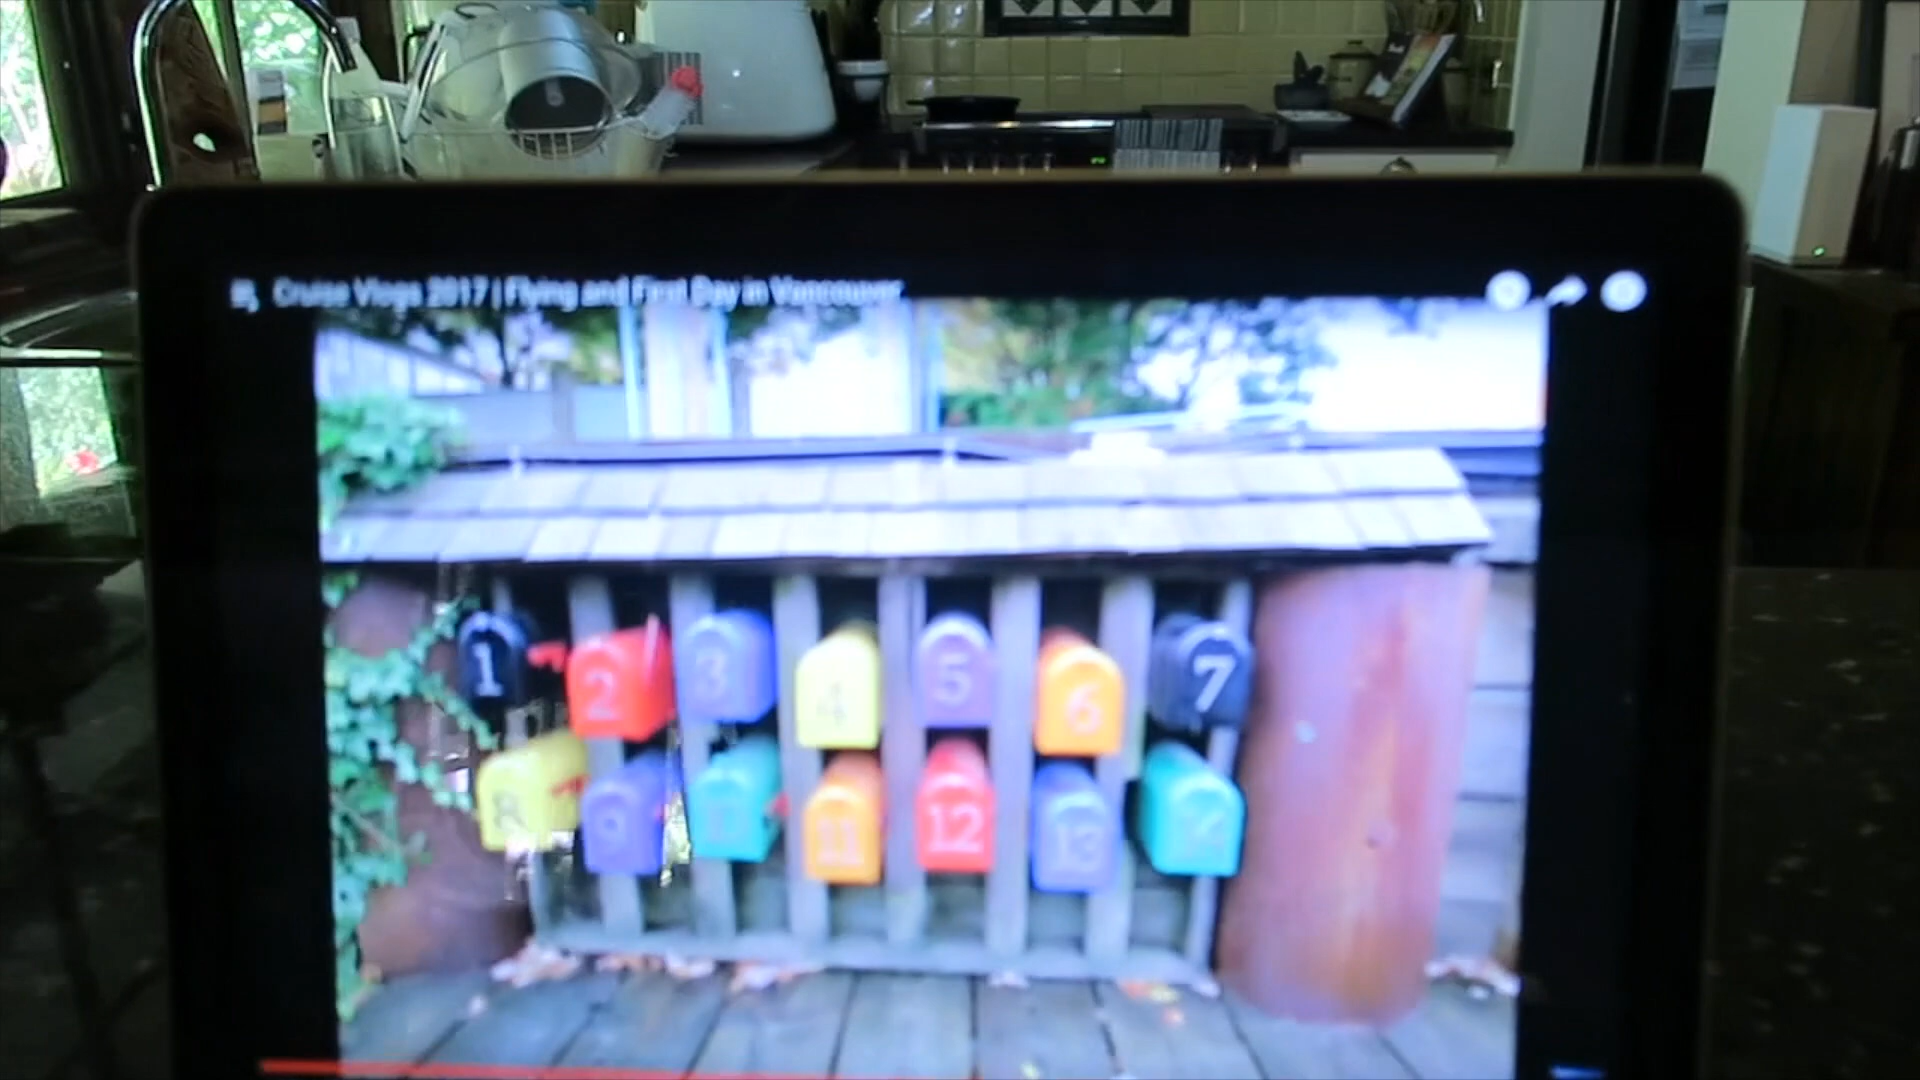 Cruise Vlogs 2017 | Flying and First Day in Vancouver
1 2 3 4 5 6 7
8 9 10 11 12 13 14